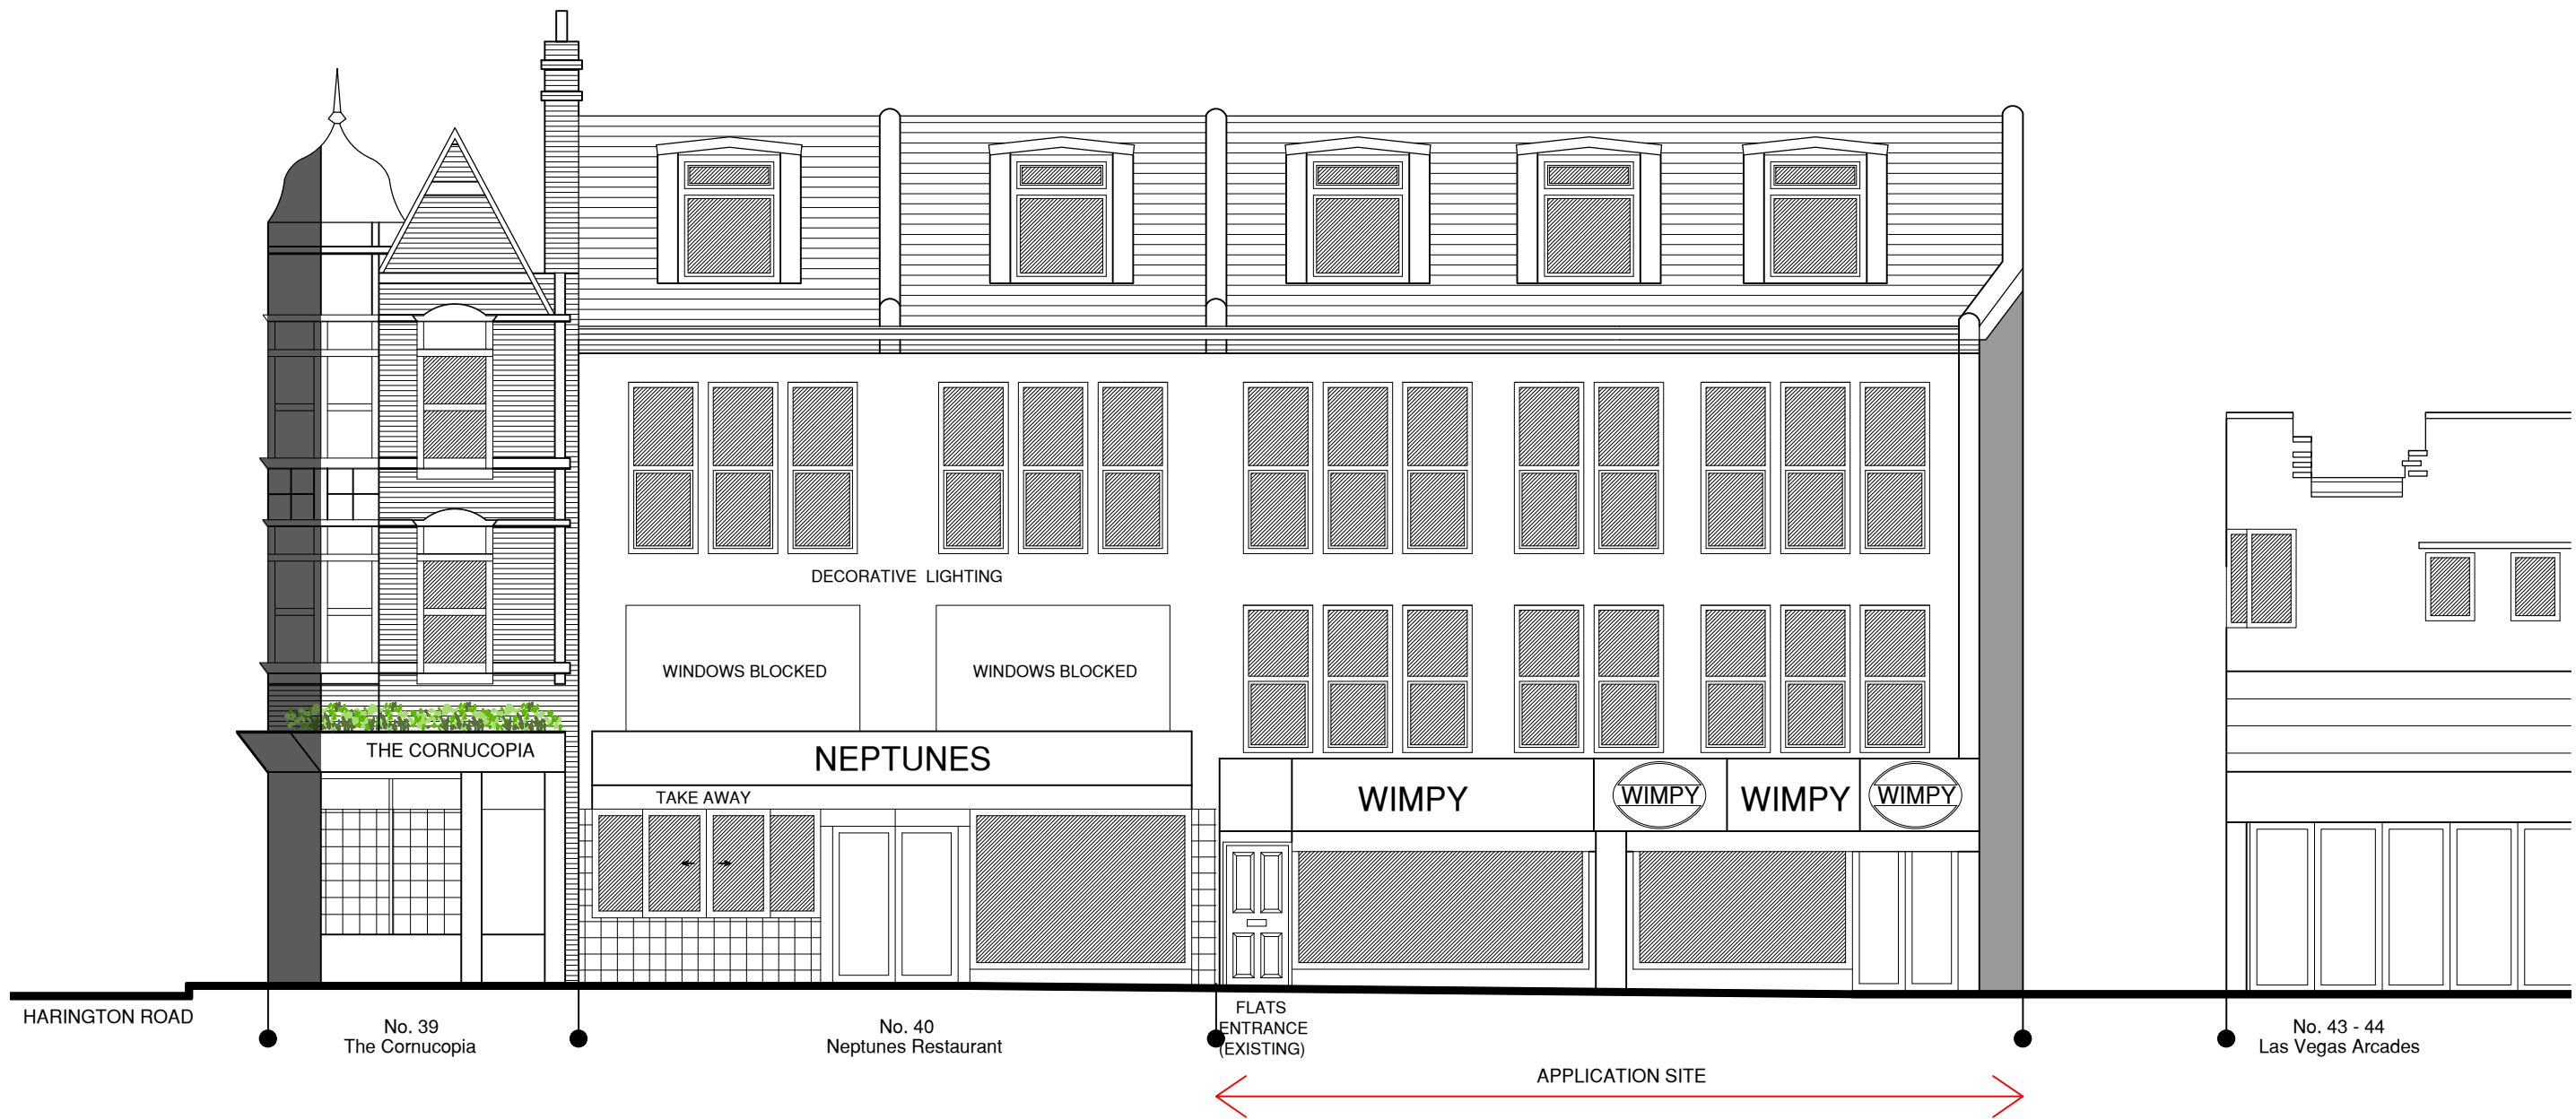 DECORATIVE LIGHTING
WINDOWS BLOCKED
WINDOWS BLOCKED
THE CORNUCOPIA
NEPTUNES
TAKE AWAY
WIMPY
WIMPY
WIMPY
WIMPY
HARINGTON ROAD
No. 39
The Cornucopia
No. 40
Neptunes Restaurant
FLATS
ENTRANCE
(EXISTING)
No. 43 - 44
Las Vegas Arcades
APPLICATION SITE